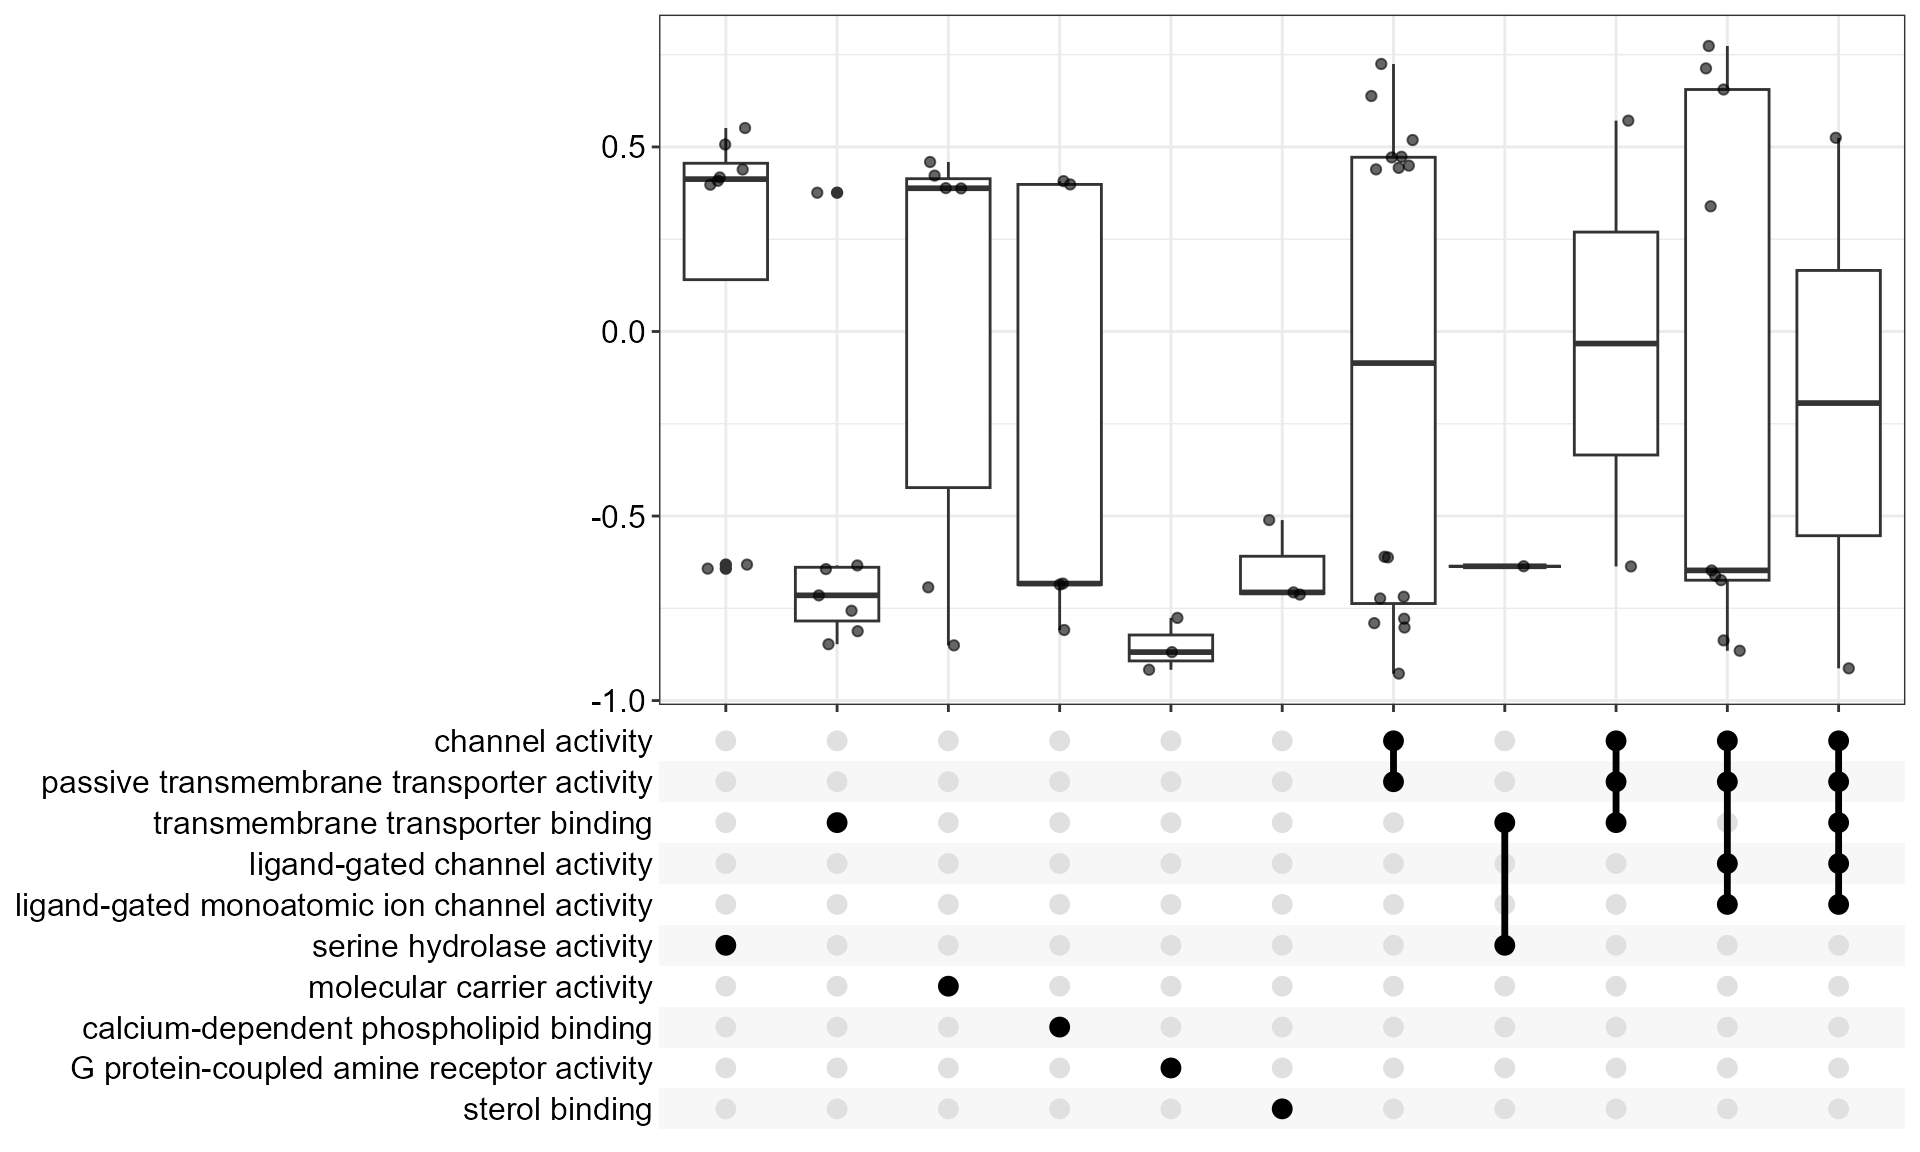 0.5
0.0
-0.5
-1.0
channel activity
passive transmembrane transporter activity
transmembrane transporter binding
ligand-gated channel activity
ligand-gated monoatomic ion channel activity
serine hydrolase activity
molecular carrier activity
calcium-dependent phospholipid binding
G protein-coupled amine receptor activity
sterol binding